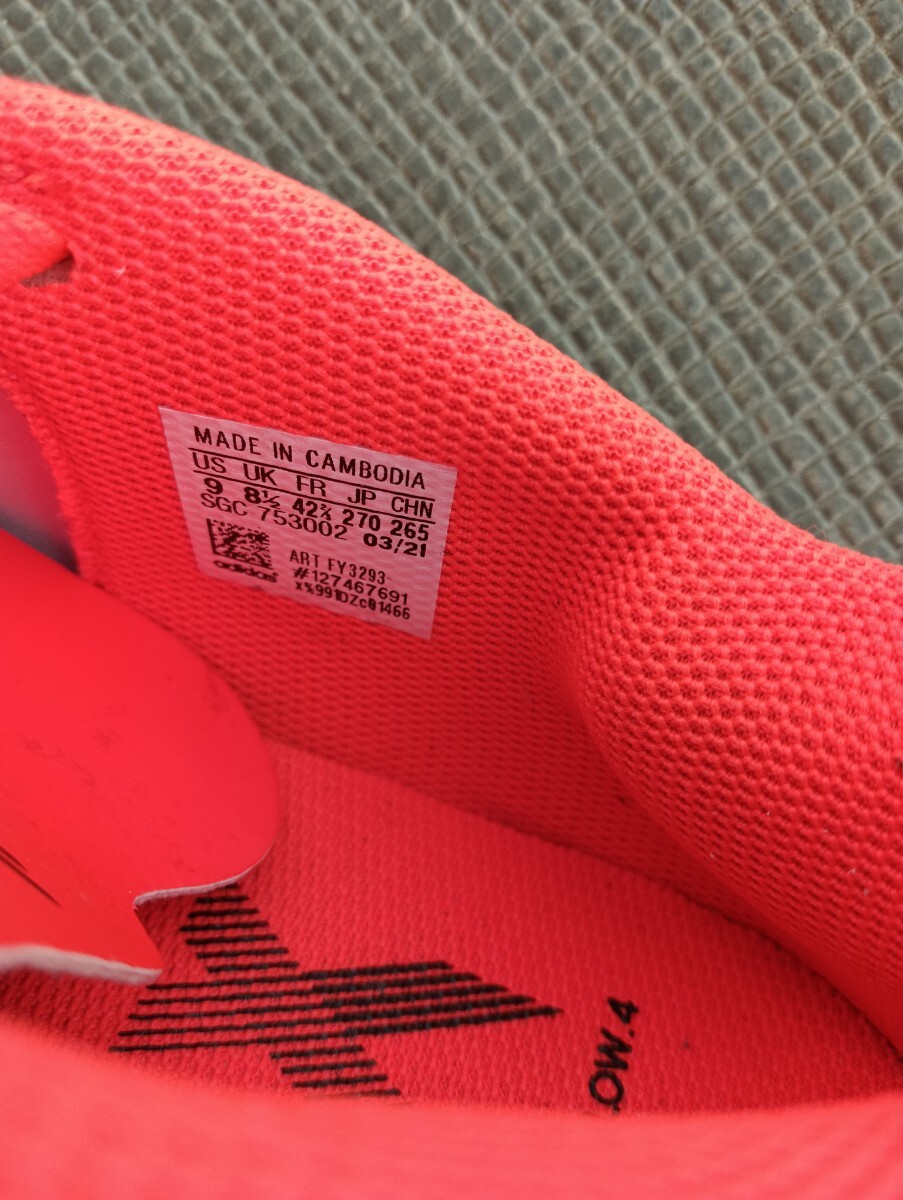 MADE IN CAMBODIA
US UK FR JP CHN
9 8½ 42⅔ 270 265
SGC 753002 03/21
ART FY3293
#127467691
adidas
X%991DZc01466
OW.4